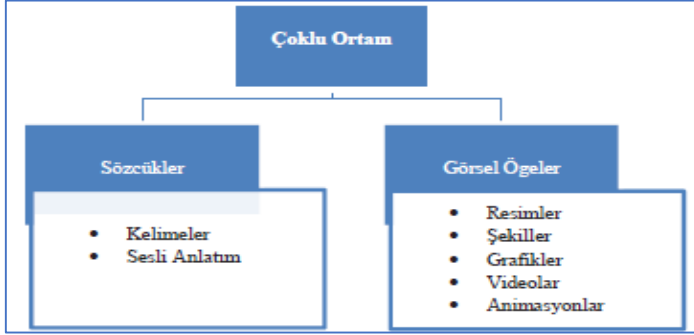 Çoklu Ortam
Sözcükler
• Kelimeler
• Sesli Anlatım
Görsel Ögeler
• Resimler
• Şekiller
• Grafikler
• Videolar
• Animasyonlar